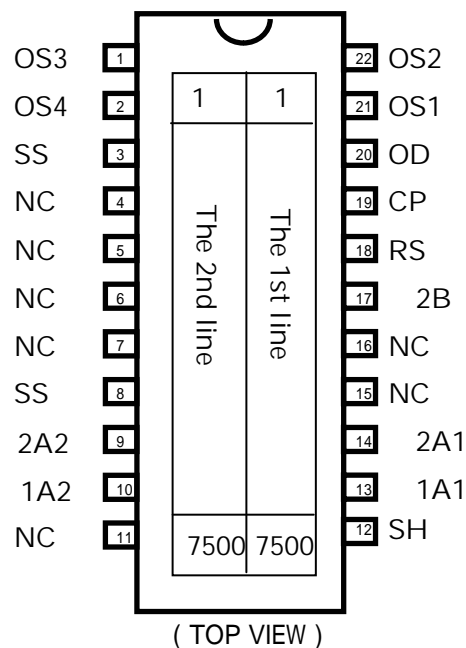 OS3 1 22 OS2
OS4 2 1 1 21 OS1
SS 3 20 OD
NC 4 19 CP
NC 5 18 RS
NC 6 17 2B
NC 7 16 NC
SS 8 15 NC
2A2 9 14 2A1
1A2 10 13 1A1
NC 11 12 SH
The 2nd line
The 1st line
7500 7500
( TOP VIEW )